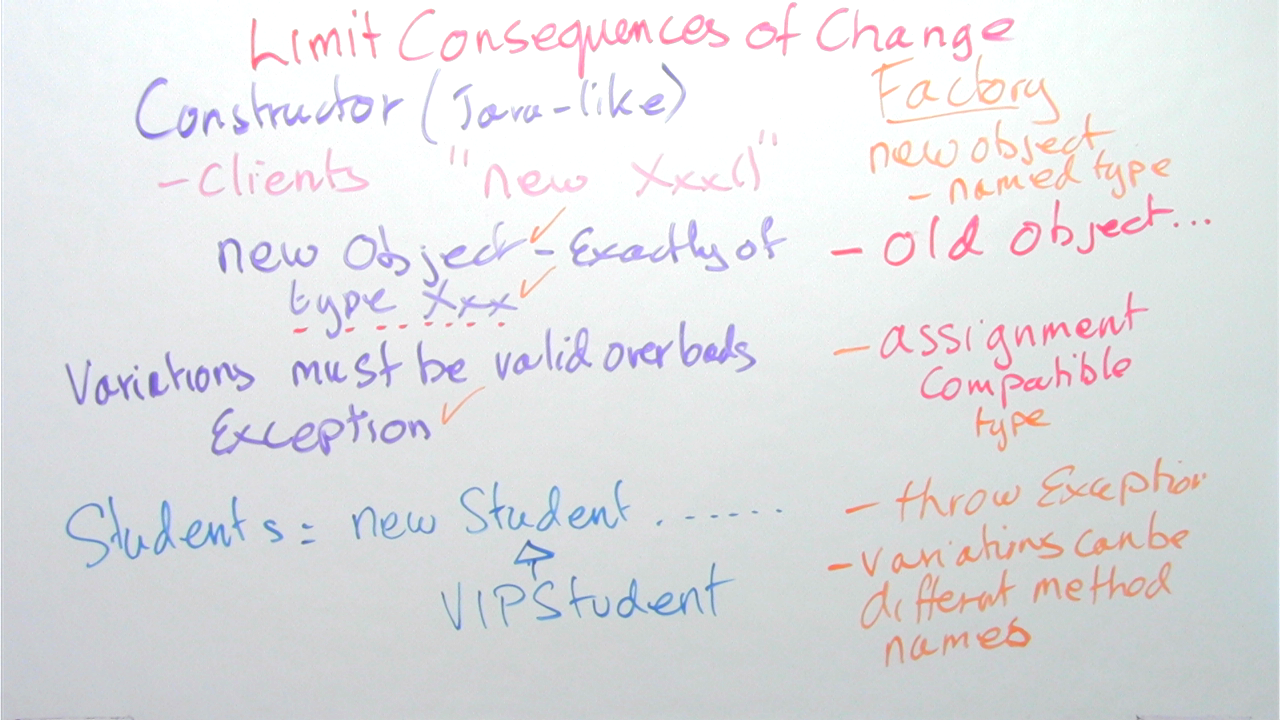 Limit Consequences of Change
Constructor (Java-like)
- Clients "new Xxx()"
new Object - Exactly of
type Xxx
Variations must be valid overloads
Exception
Student s = new Student .......
VIPStudent
Factory
new object
- named type
- Old Object...
- assignment
Compatible
type
- throw Exception
- variations can be
different method
names